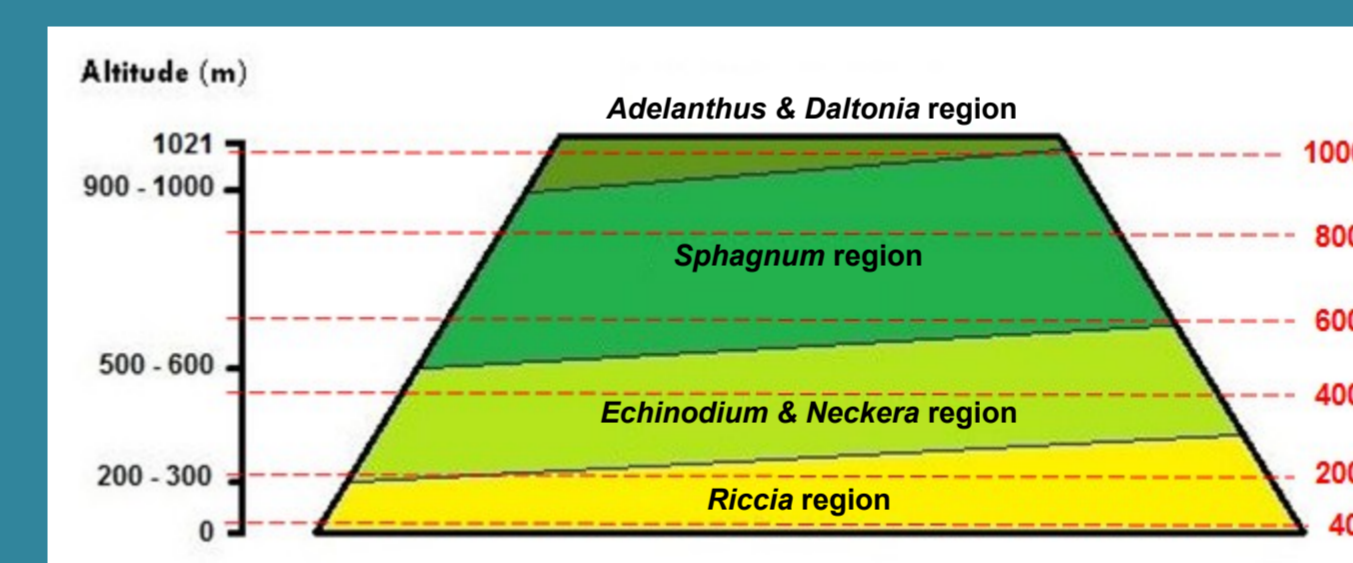 Altitude (m)
Adelanthus & Daltonia region
1021
900 - 1000
Sphagnum region
500 - 600
Echinodium & Neckera region
200 - 300
Riccia region
0